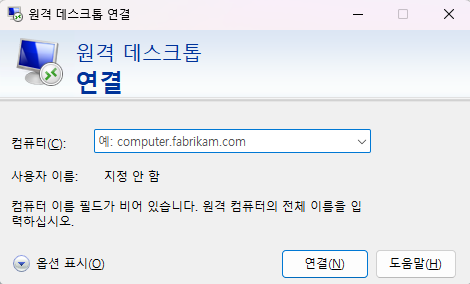 원격 데스크톱 연결
원격 데스크톱
연결
컴퓨터(C):
예: computer.fabrikam.com
사용자 이름: 지정 안 함
컴퓨터 이름 필드가 비어 있습니다. 원격 컴퓨터의 전체 이름을 입
력하십시오.
옵션 표시(O)
연결(N)
도움말(H)